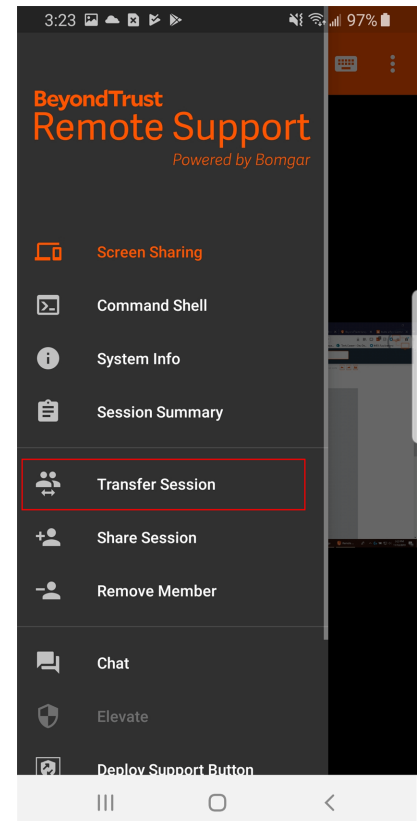 3:23
97%
BeyondTrust
Remote Support
Powered by Bomgar
Screen Sharing
Command Shell
System Info
Session Summary
Transfer Session
Share Session
Remove Member
Chat
Elevate
Deploy Support Button